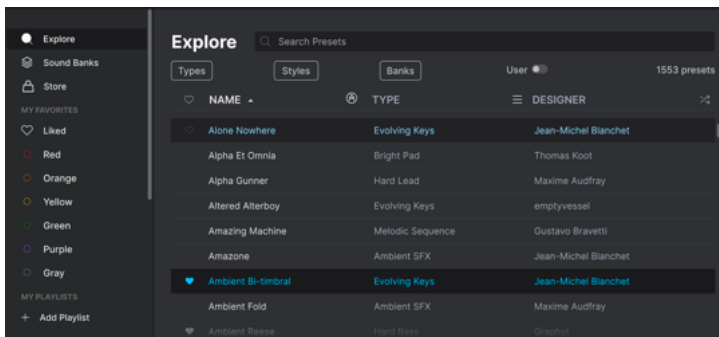 Explore
Sound Banks
Store
MY FAVORITES
Liked
Red
Orange
Yellow
Green
Purple
Gray
MY PLAYLISTS
+ Add Playlist
Explore Search Presets
Types Styles Banks User 1553 presets
NAME TYPE DESIGNER
Alone Nowhere Evolving Keys Jean-Michel Blanchet
Alpha Et Omnia Bright Pad Thomas Koot
Alpha Gunner Hard Lead Maxime Audfray
Altered Alterboy Evolving Keys emptyvessel
Amazing Machine Melodic Sequence Gustavo Bravetti
Amazone Ambient SFX Jean-Michel Blanchet
Ambient Bi-timbral Evolving Keys Jean-Michel Blanchet
Ambient Fold Ambient SFX Maxime Audfray
Ambient Reese Hard Bass Graphyt